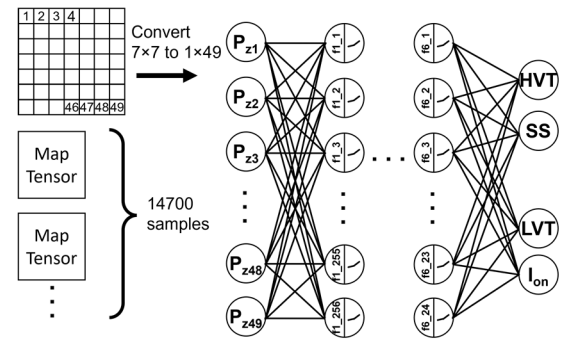 1 2 3 4
46 47 48 49
Convert
7×7 to 1×49
Map
Tensor
Map
Tensor
14700
samples
Pz1
Pz2
Pz3
Pz48
Pz49
f1_1
f1_2
f1_3
f1_255
f1_256
f6_1
f6_2
f6_3
f6_23
f6_24
HVT
SS
LVT
Ion